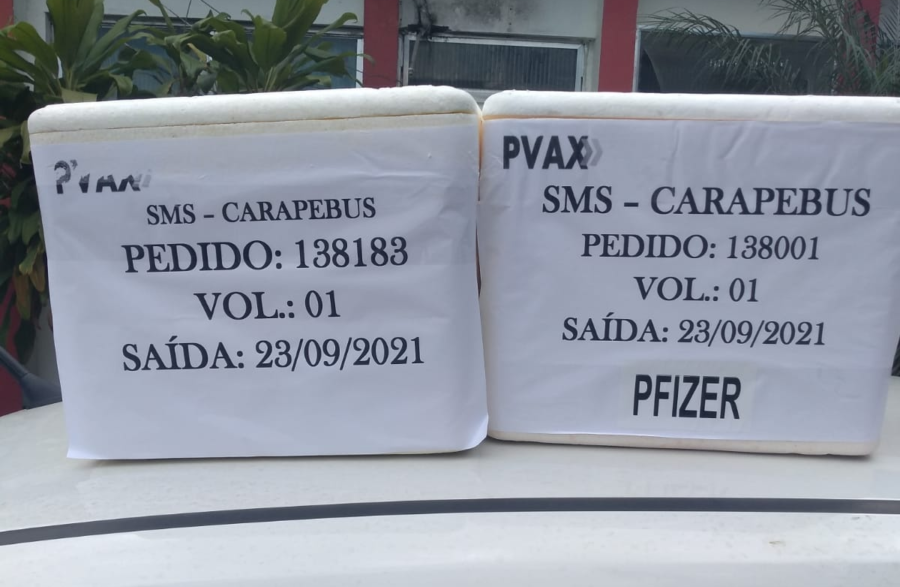 PVAX
SMS – CARAPEBUS
PEDIDO: 138183
VOL.: 01
SAÍDA: 23/09/2021
PVAX
SMS – CARAPEBUS
PEDIDO: 138001
VOL.: 01
SAÍDA: 23/09/2021
PFIZER